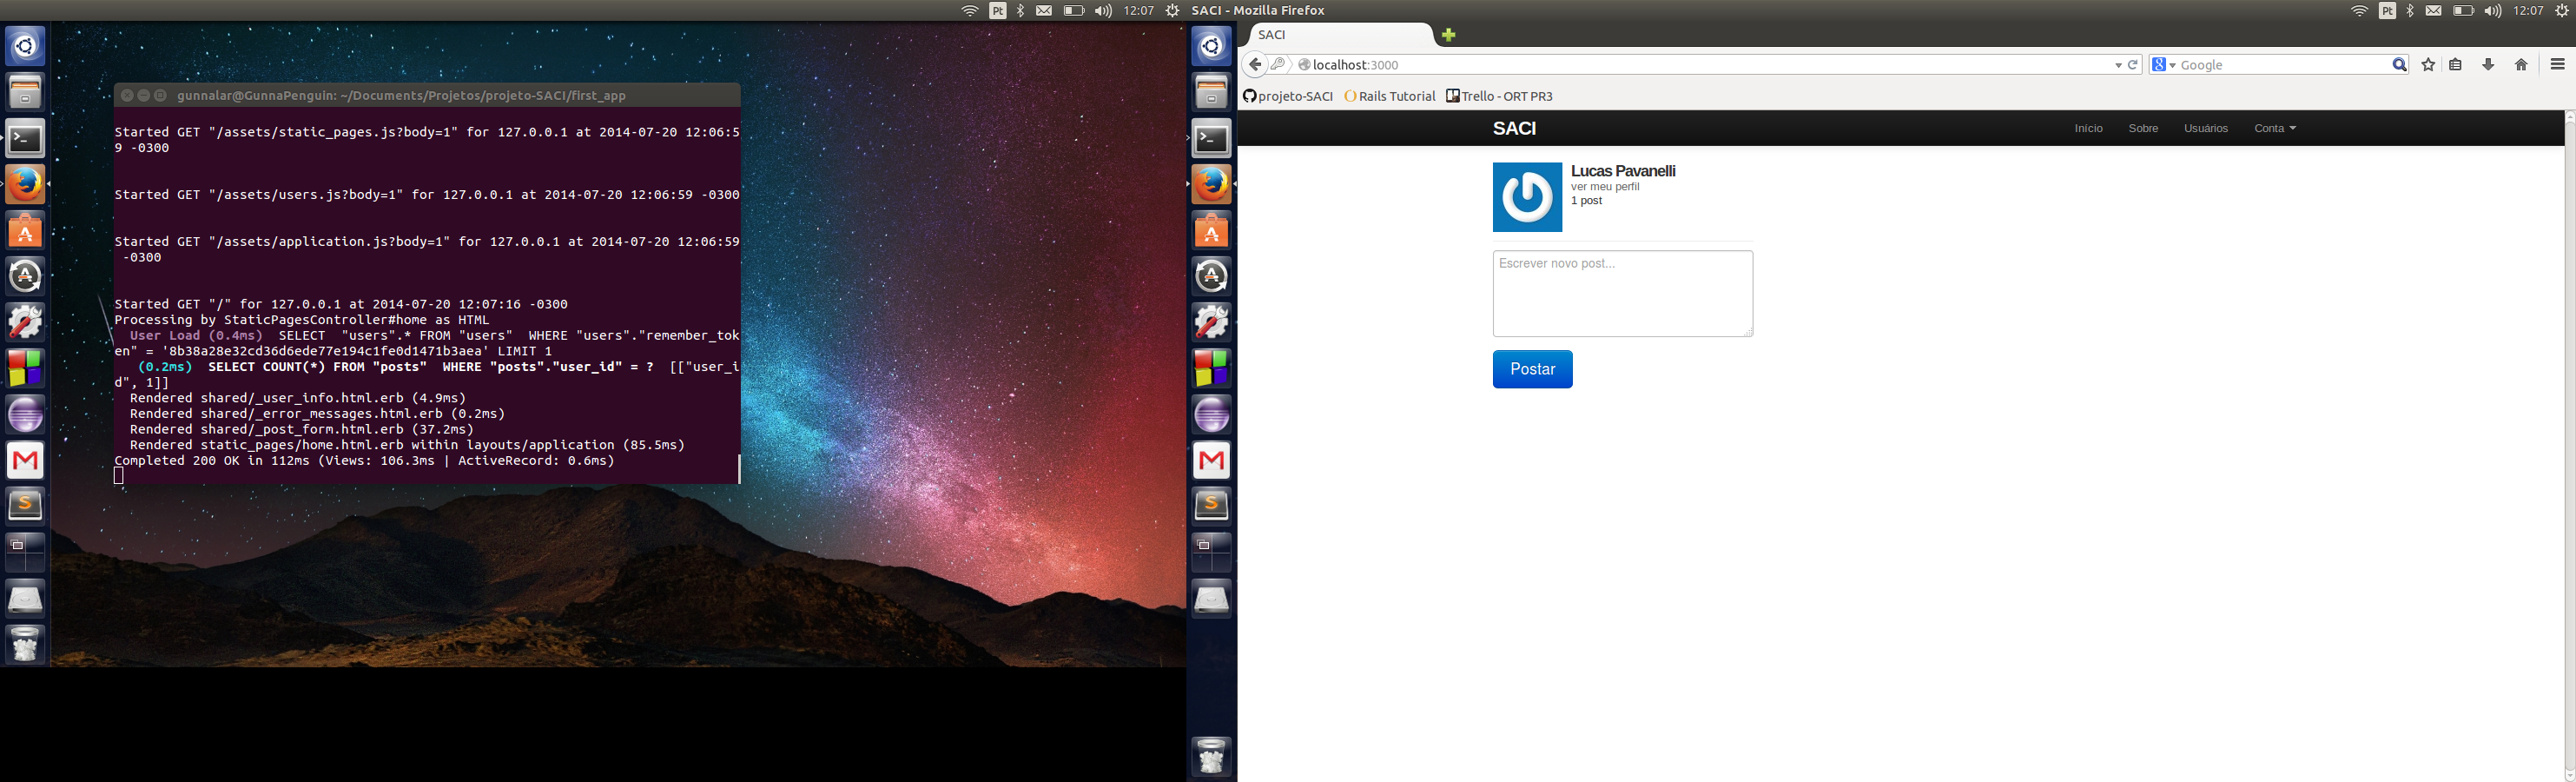 Pt 12:07 SACI - Mozilla Firefox Pt 12:07
gunnalar@GunnaPenguin: ~/Documents/Projetos/projeto-SACI/first_app
Started GET "/assets/static_pages.js?body=1" for 127.0.0.1 at 2014-07-20 12:06:5
9 -0300
Started GET "/assets/users.js?body=1" for 127.0.0.1 at 2014-07-20 12:06:59 -0300
Started GET "/assets/application.js?body=1" for 127.0.0.1 at 2014-07-20 12:06:59
-0300
Started GET "/" for 127.0.0.1 at 2014-07-20 12:07:16 -0300
Processing by StaticPagesController#home as HTML
User Load (0.4ms)  SELECT  "users".* FROM "users"  WHERE "users"."remember_tok
en" = '8b38a28e32cd36d6ede77e194c1fe0d1471b3aea' LIMIT 1
(0.2ms)  SELECT COUNT(*) FROM "posts"  WHERE "posts"."user_id" = ?  [["user_i
d", 1]]
Rendered shared/_user_info.html.erb (4.9ms)
Rendered shared/_error_messages.html.erb (0.2ms)
Rendered shared/_post_form.html.erb (37.2ms)
Rendered static_pages/home.html.erb within layouts/application (85.5ms)
Completed 200 OK in 112ms (Views: 106.3ms | ActiveRecord: 0.6ms)
SACI
localhost:3000
8 Google
projeto-SACI Rails Tutorial Trello - ORT PR3
SACI Início Sobre Usuários Conta
Lucas Pavanelli
ver meu perfil
1 post
Escrever novo post...
Postar